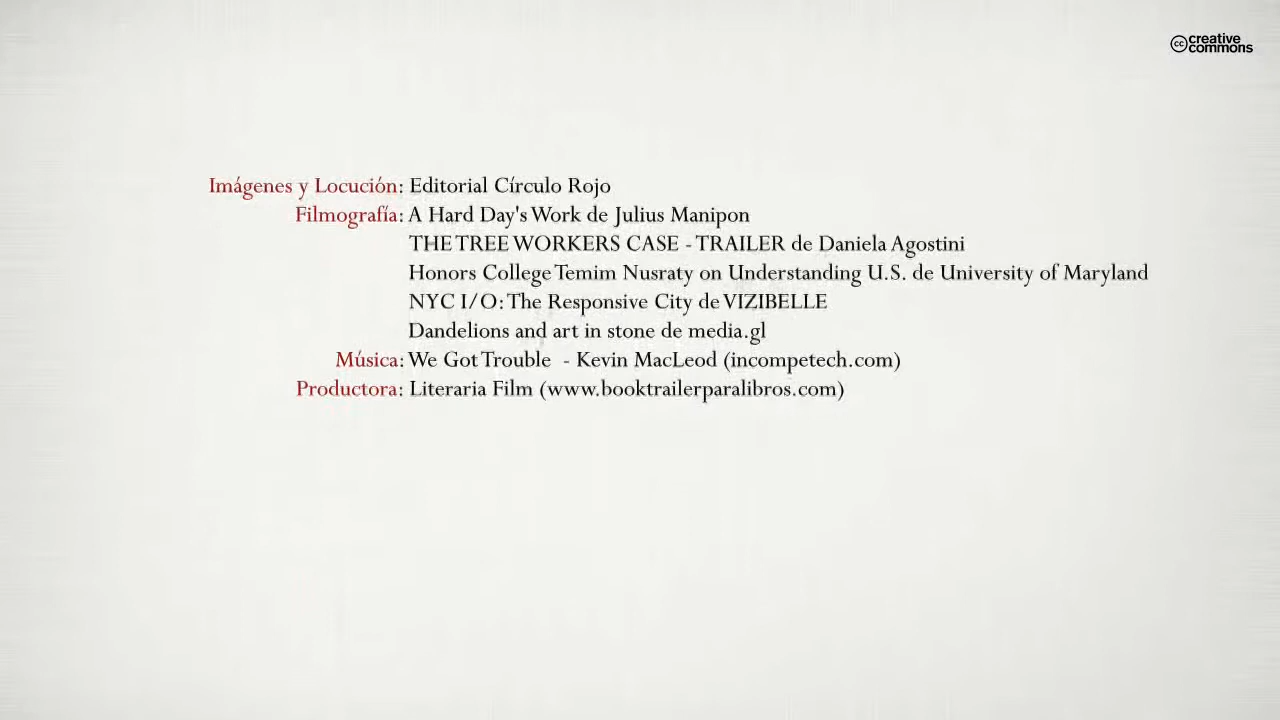 cc creative
commons
Imágenes y Locución: Editorial Círculo Rojo
Filmografía: A Hard Day's Work de Julius Manipon
THE TREE WORKERS CASE - TRAILER de Daniela Agostini
Honors College Temim Nusraty on Understanding U.S. de University of Maryland
NYC I/O: The Responsive City de VIZIBELLE
Dandelions and art in stone de media.gl
Música: We Got Trouble - Kevin MacLeod (incompetech.com)
Productora: Literaria Film (www.booktrailerparalibros.com)